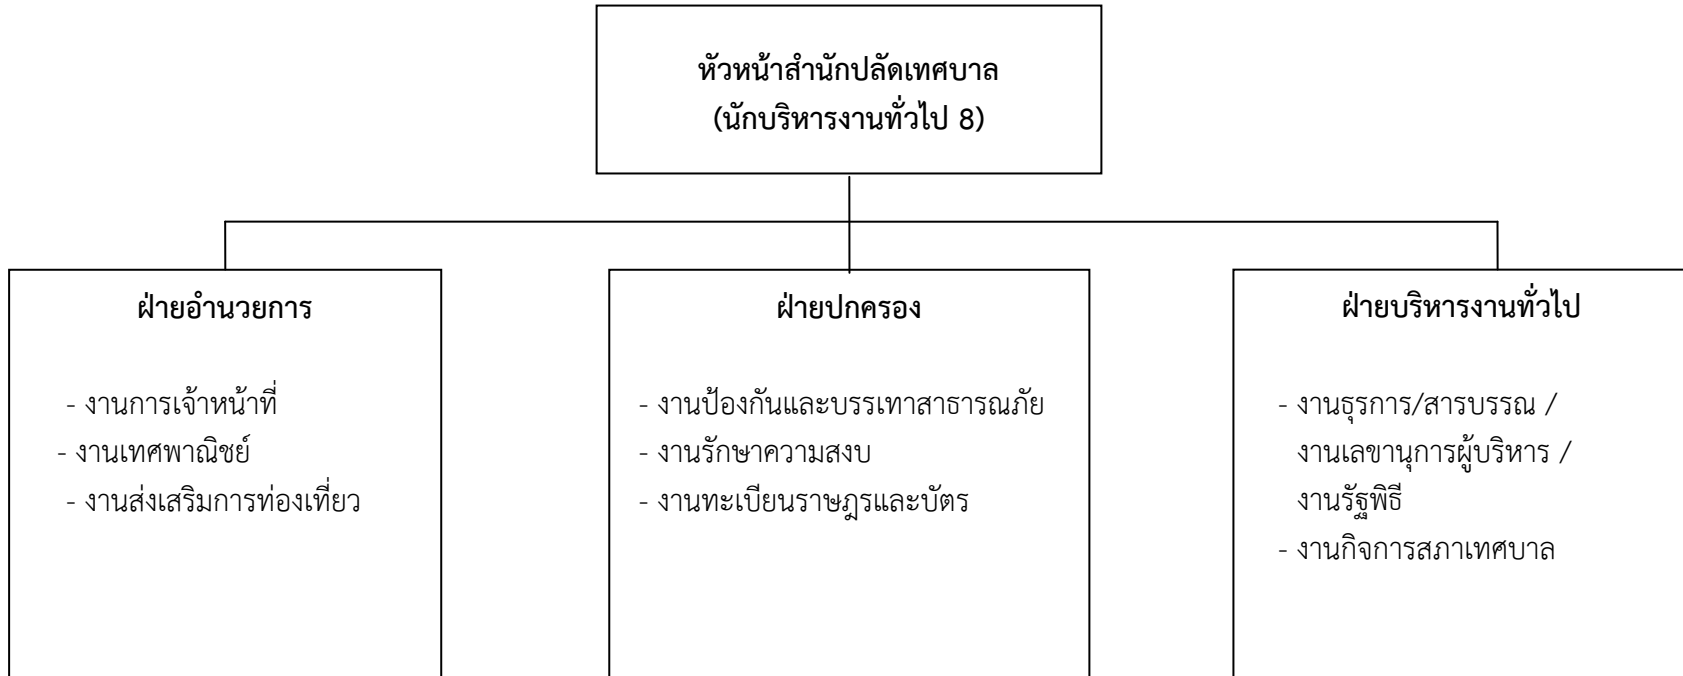 หัวหน้าสำนักปลัดเทศบาล
(นักบริหารงานทั่วไป 8)
ฝ่ายอำนวยการ
- งานการเจ้าหน้าที่
- งานเทศพาณิชย์
- งานส่งเสริมการท่องเที่ยว
ฝ่ายปกครอง
- งานป้องกันและบรรเทาสาธารณภัย
- งานรักษาความสงบ
- งานทะเบียนราษฎรและบัตร
ฝ่ายบริหารงานทั่วไป
- งานธุรการ/สารบรรณ /
งานเลขานุการผู้บริหาร /
งานรัฐพิธี
- งานกิจการสภาเทศบาล